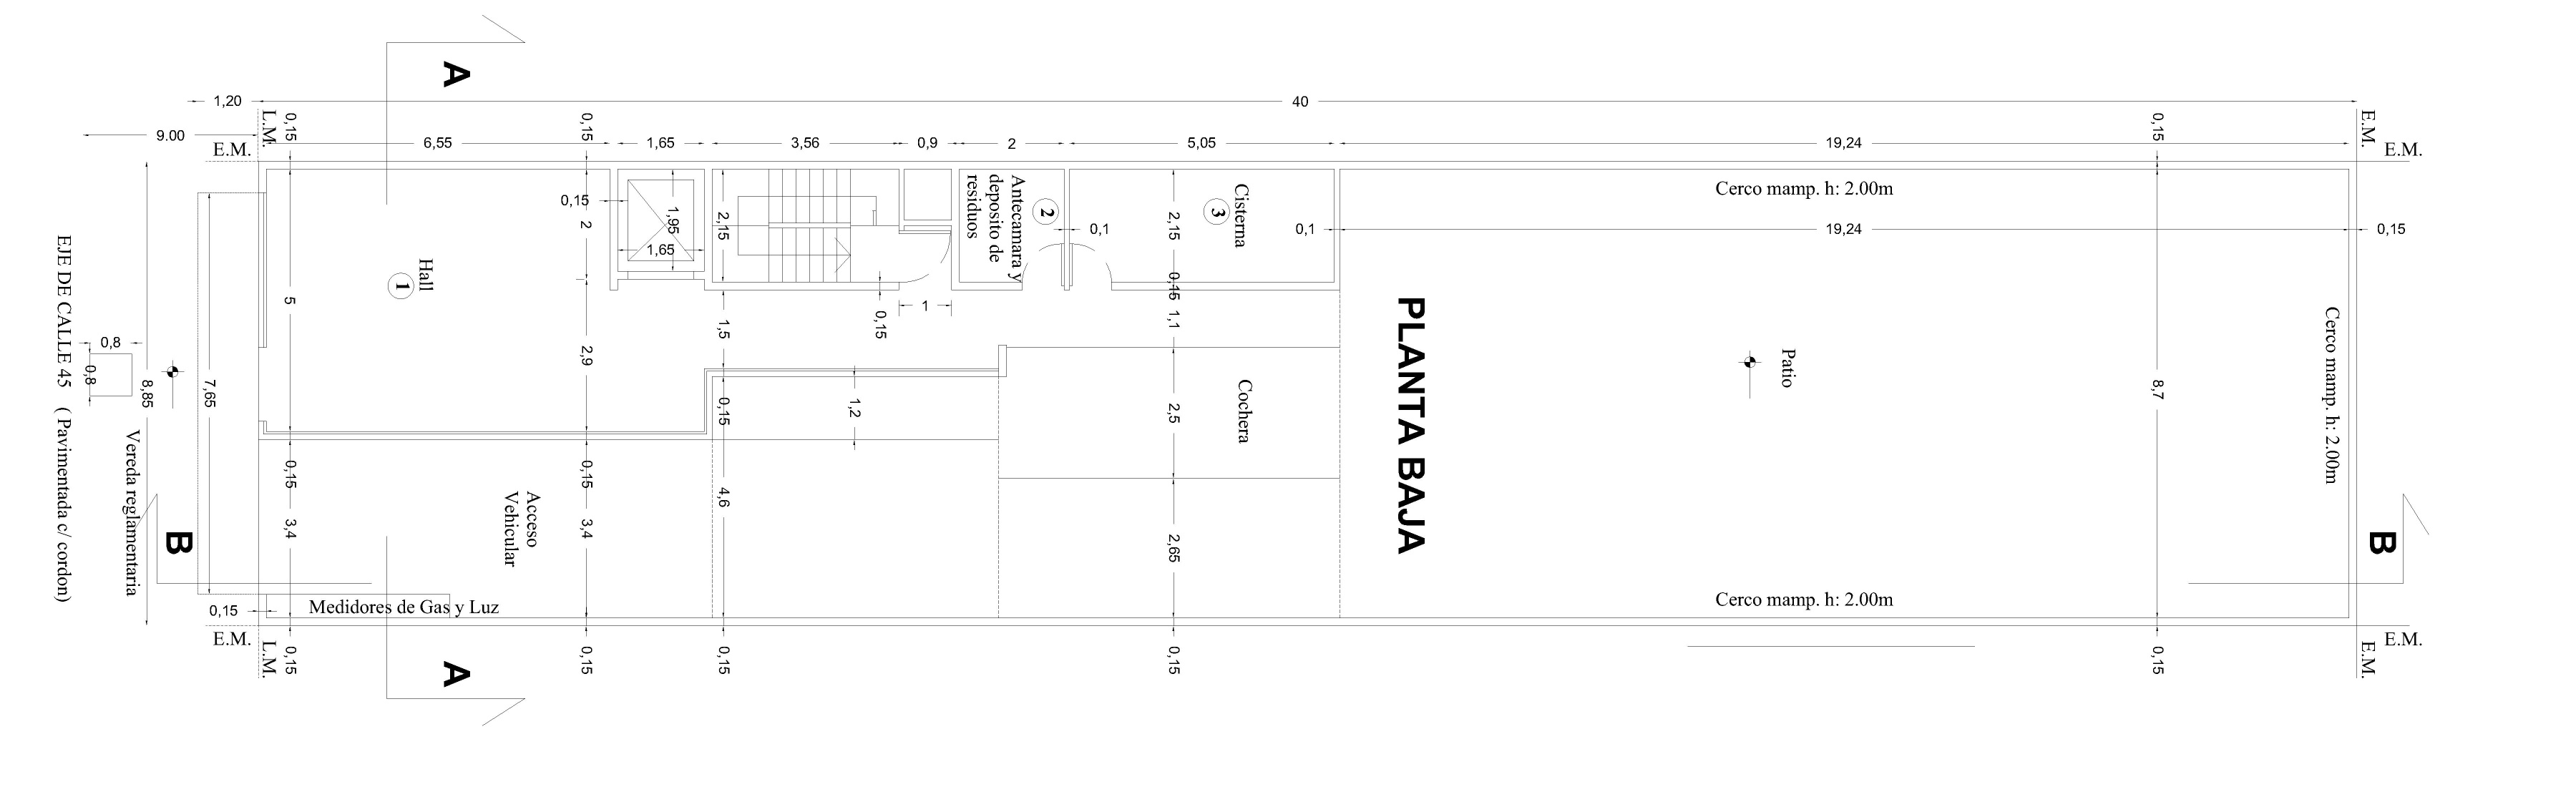 A
1,20
40
9.00
L.M.
E.M.
0,15
6,55
0,15
1,65
3,56
0,9
2
5,05
19,24
0,15
E.M.
E.M.
Cerco mamp. h: 2.00m
0,15
2
1,95
1,65
2,15
Antecamara y
deposito de
residuos
2
0,1
2,15
Cisterna
3
0,1
19,24
0,15
Hall
1
5
2,9
1,5
0,15
1
0,15
1,1
PLANTA BAJA
Patio
8,7
Cerco mamp. h: 2.00m
EJE DE CALLE 45 ( Pavimentada c/ cordon)
0,8
0,8
8,85
7,65
Vereda reglamentaria
0,15
1,2
2,5
Cochera
0,15
3,4
Acceso
Vehicular
0,15
3,4
4,6
2,65
B
B
0,15
Medidores de Gas y Luz
Cerco mamp. h: 2.00m
E.M.
L.M.
0,15
A
0,15
0,15
0,15
0,15
E.M.
E.M.